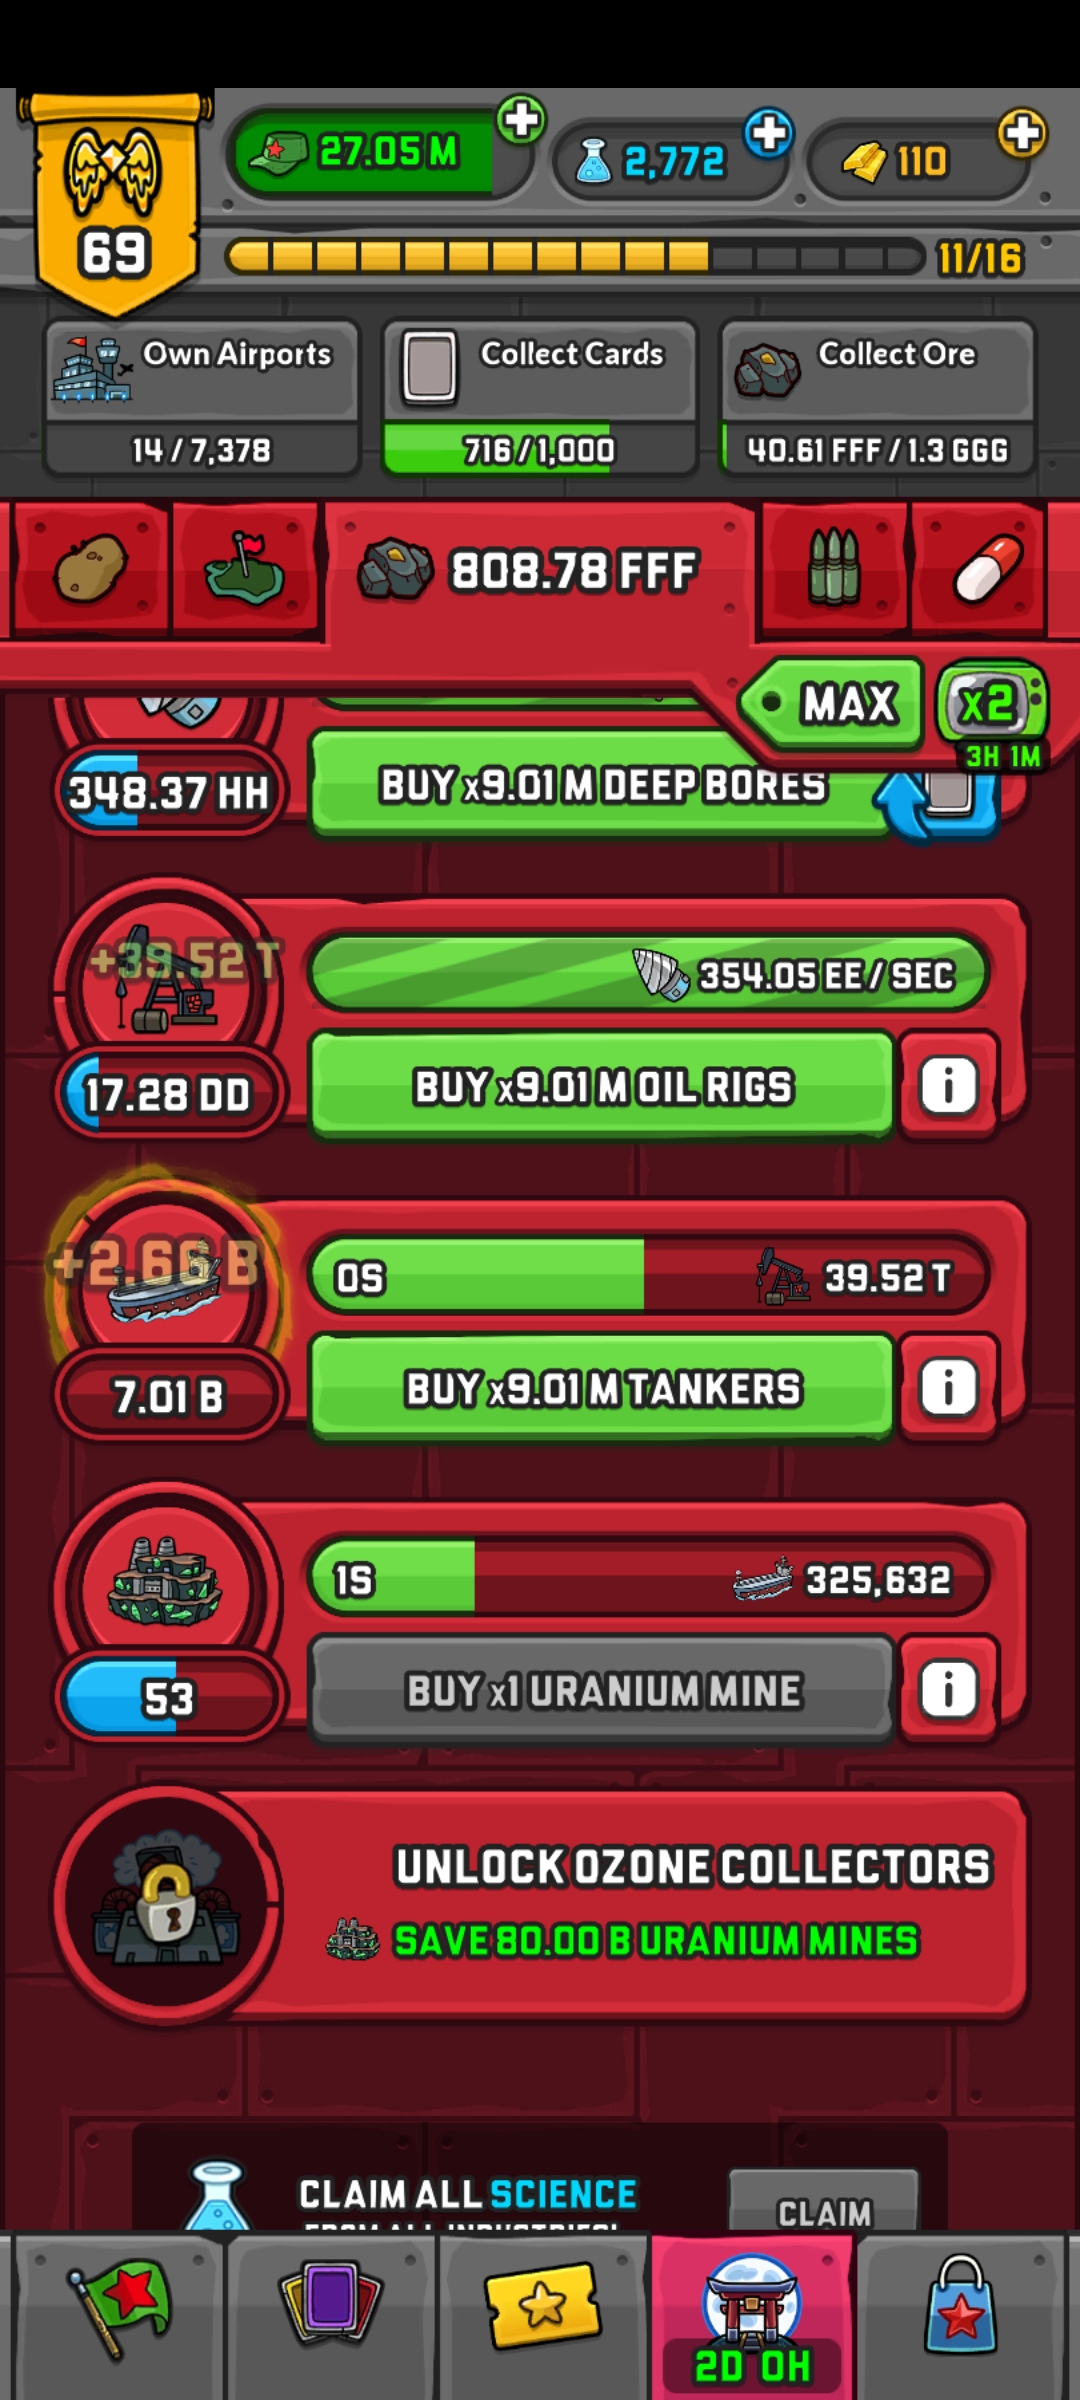 27.05 M
2,772
110
69
11/16
Own Airports
Collect Cards
Collect Ore
14 / 7,378
716 / 1,000
40.61 FFF / 1.3 GGG
808.78 FFF
MAX
x2
3H 1M
348.37 HH
BUY x9.01 M DEEP BORES
+39.52 T
354.05 EE / SEC
17.28 DD
BUY x9.01 M OIL RIGS
i
+2.66 B
0S
39.52 T
7.01 B
BUY x9.01 M TANKERS
i
1S
325,632
53
BUY x1 URANIUM MINE
i
UNLOCK OZONE COLLECTORS
SAVE 80.00 B URANIUM MINES
CLAIM ALL SCIENCE
FROM ALL INDUSTRIES!
CLAIM
2D 0H